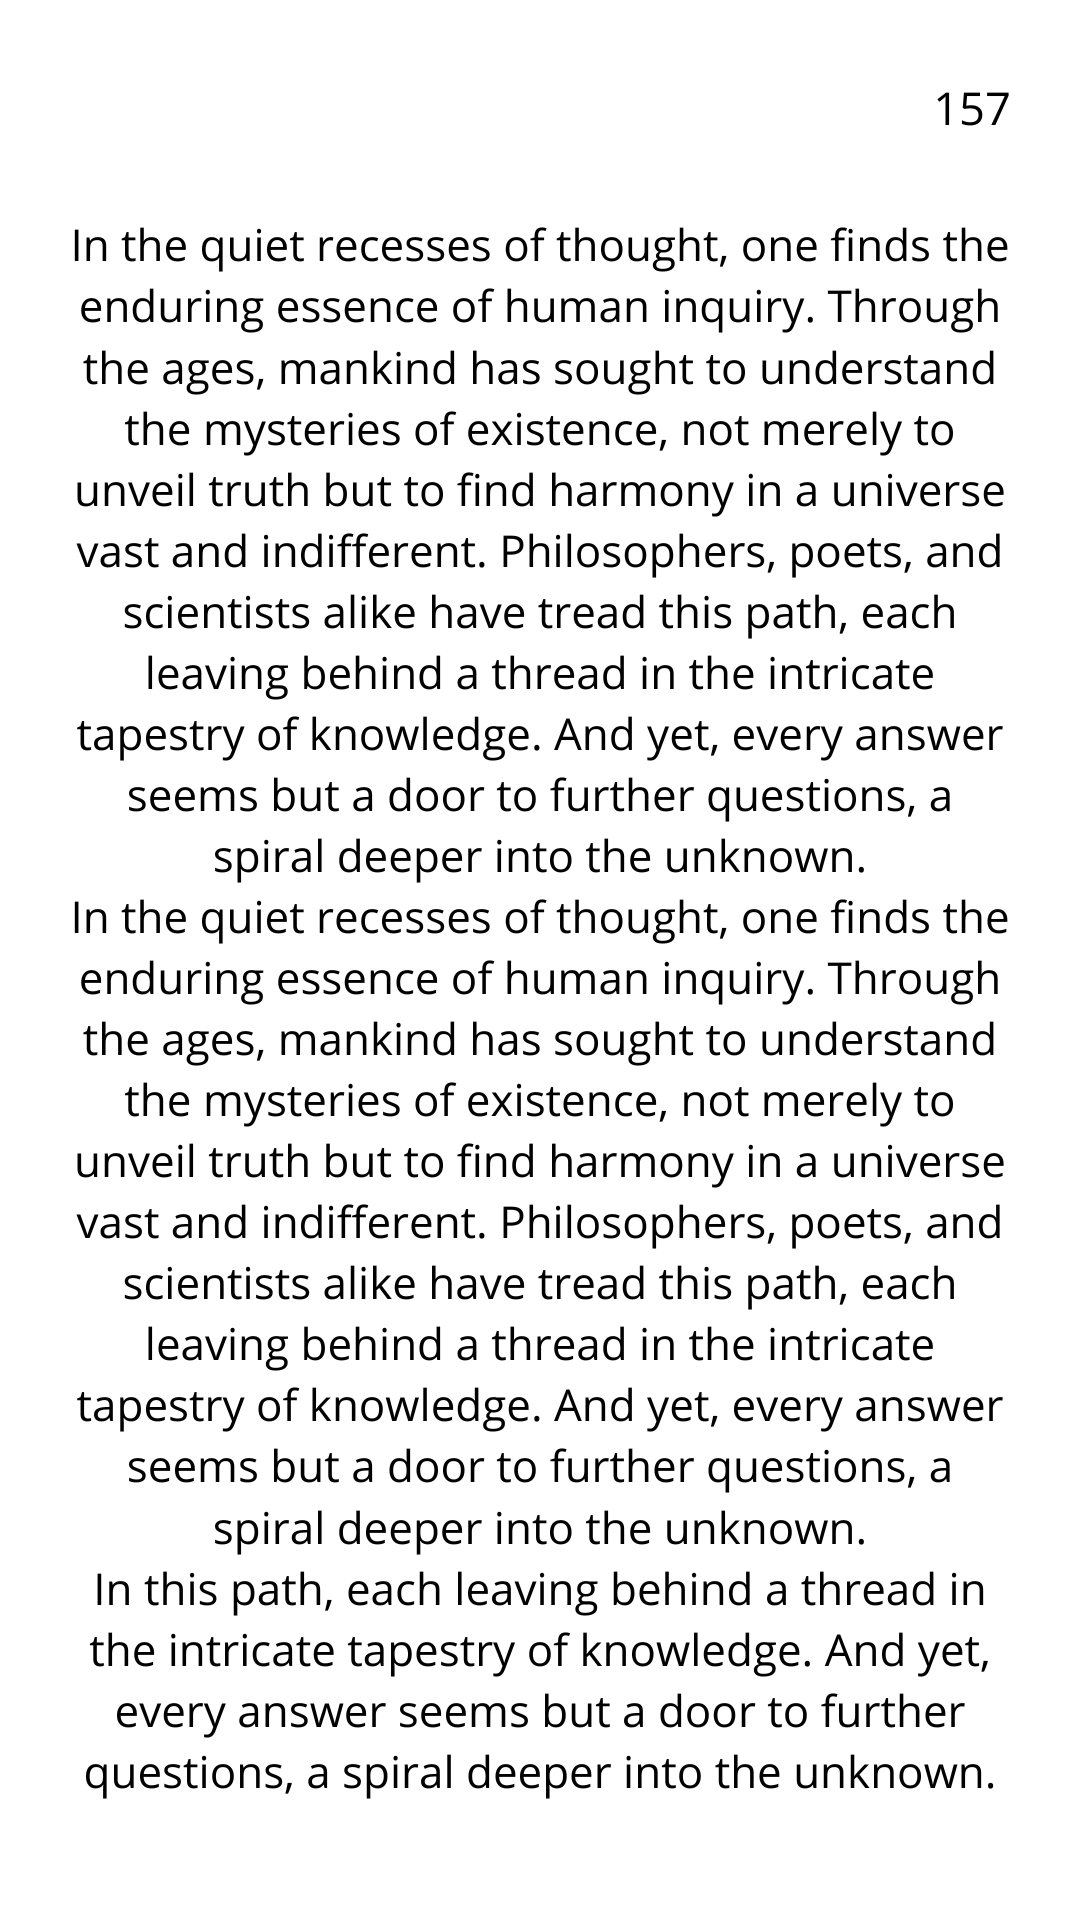 157
In the quiet recesses of thought, one finds the
enduring essence of human inquiry. Through
the ages, mankind has sought to understand
the mysteries of existence, not merely to
unveil truth but to find harmony in a universe
vast and indifferent. Philosophers, poets, and
scientists alike have tread this path, each
leaving behind a thread in the intricate
tapestry of knowledge. And yet, every answer
seems but a door to further questions, a
spiral deeper into the unknown.
In the quiet recesses of thought, one finds the
enduring essence of human inquiry. Through
the ages, mankind has sought to understand
the mysteries of existence, not merely to
unveil truth but to find harmony in a universe
vast and indifferent. Philosophers, poets, and
scientists alike have tread this path, each
leaving behind a thread in the intricate
tapestry of knowledge. And yet, every answer
seems but a door to further questions, a
spiral deeper into the unknown.
In this path, each leaving behind a thread in
the intricate tapestry of knowledge. And yet,
every answer seems but a door to further
questions, a spiral deeper into the unknown.